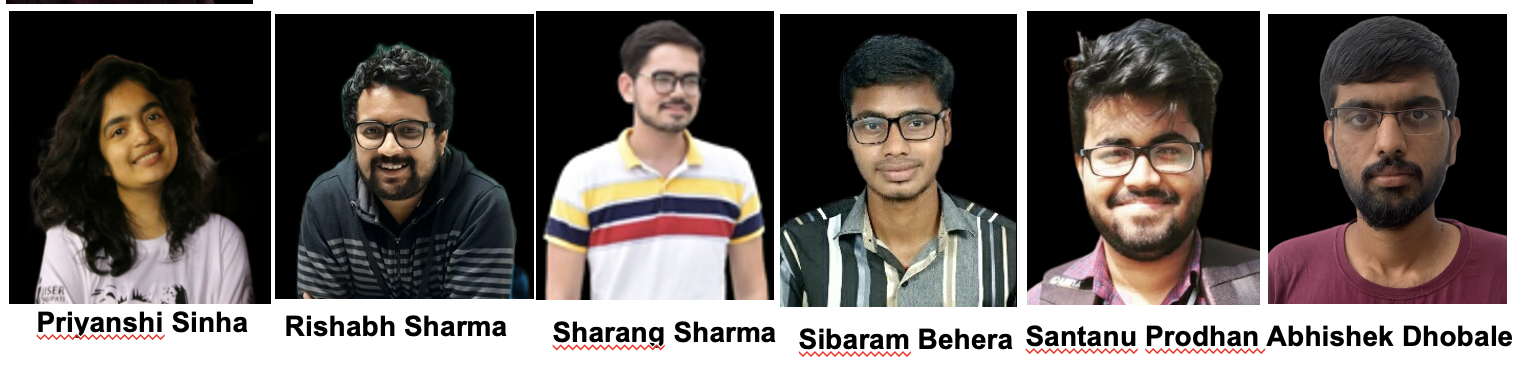 Priyanshi Sinha
Rishabh Sharma
Sharang Sharma
Sibaram Behera
Santanu Prodhan
Abhishek Dhobale